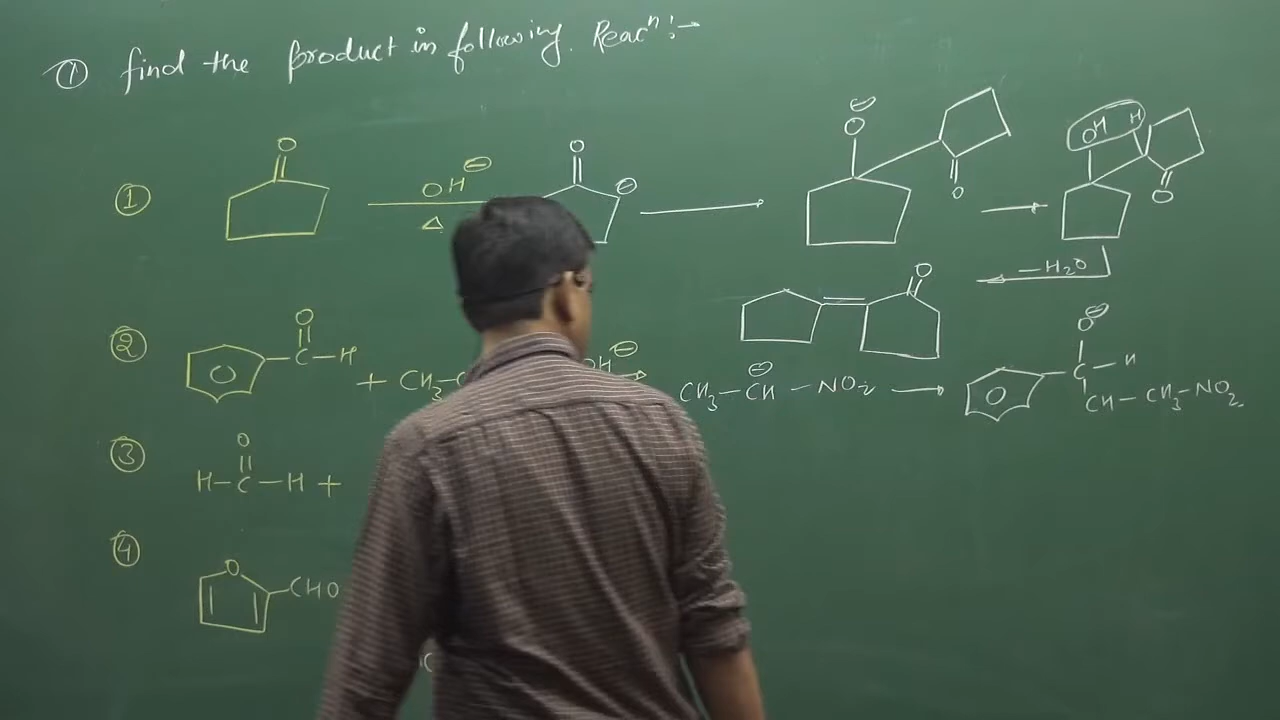 ① find the product in following. Reacⁿ:-
① O OH⊖ △ O ⊖ O⊖ O OH H O
-H₂O
O
② O C-H + CH₃-C OH⊖ CH₃-CH⊖-NO₂ O⊖ C-H
CH-CH₃-NO₂
③ H-C-H + O
④ O CHO